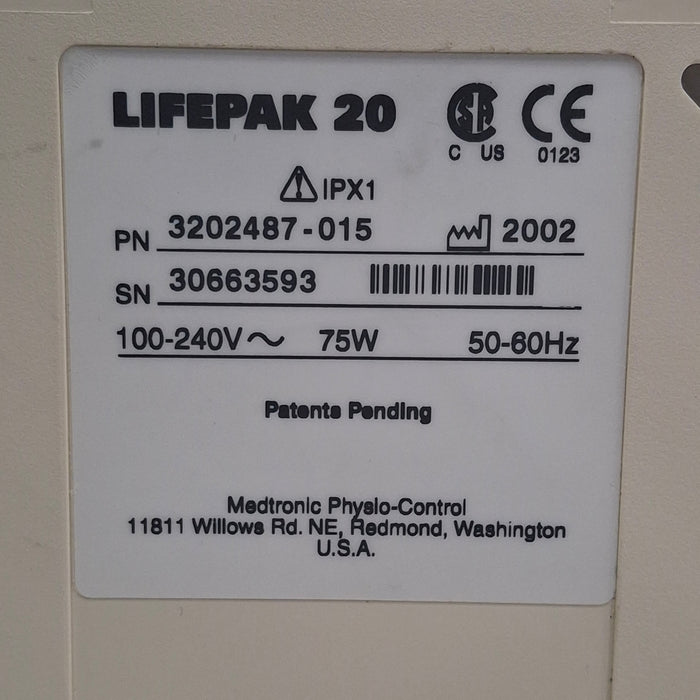 LIFEPAK 20
C US 0123
IPX1
PN 3202487-015 2002
SN 30663593
100-240V~ 75W 50-60Hz
Patents Pending
Medtronic Physio-Control
11811 Willows Rd. NE, Redmond, Washington
U.S.A.